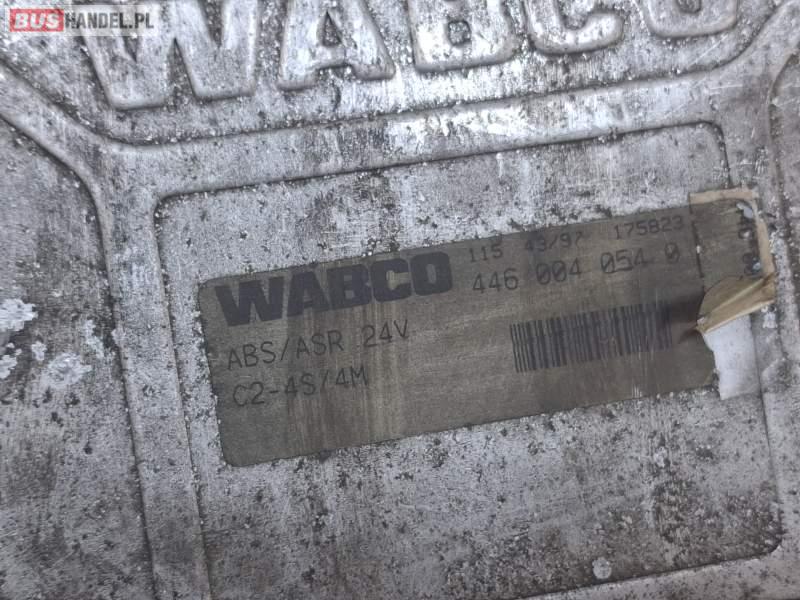 BUSHANDEL.PL
WABCO
WABCO 115 43/97 175823
446 004 054 0
ABS/ASR 24V
C2-4S/4M